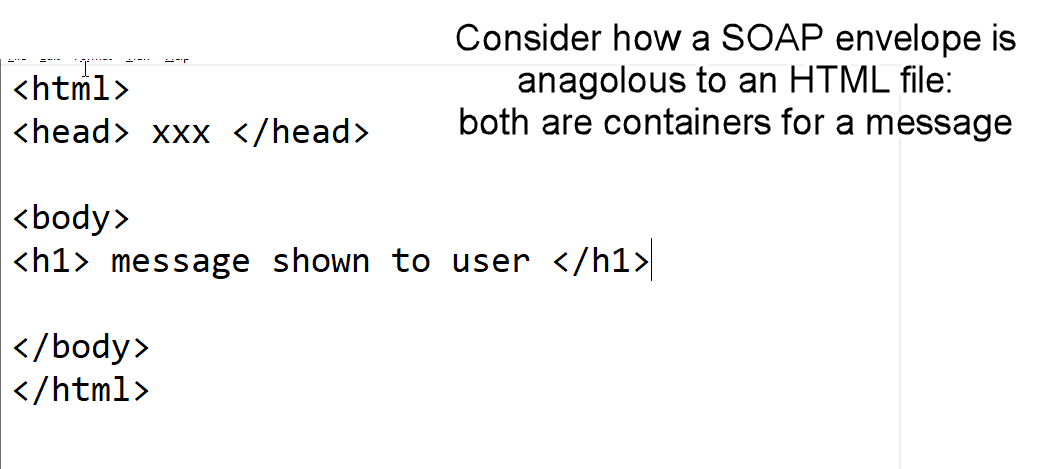 Consider how a SOAP envelope is
anagolous to an HTML file:
both are containers for a message
<html>
<head> xxx </head>
<body>
<h1> message shown to user </h1>
</body>
</html>